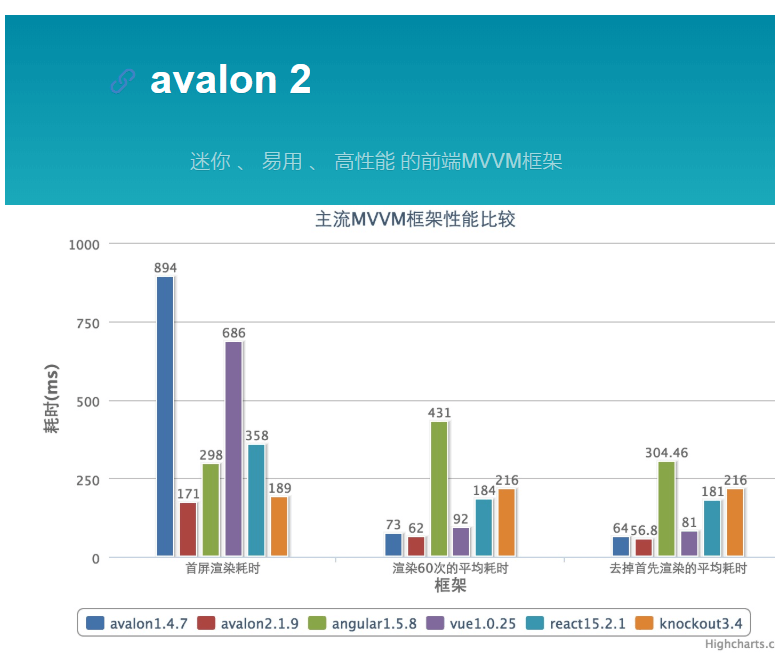 avalon 2
迷你 、 易用 、 高性能 的前端MVVM框架
主流MVVM框架性能比较
耗时(ms)
1000
750
500
250
0
894
171
298
686
358
189
73
62
431
92
184
216
64
56.8
304.46
81
181
216
首屏渲染耗时
渲染60次的平均耗时
去掉首先渲染的平均耗时
框架
avalon1.4.7 avalon2.1.9 angular1.5.8 vue1.0.25 react15.2.1 knockout3.4
Highcharts.c